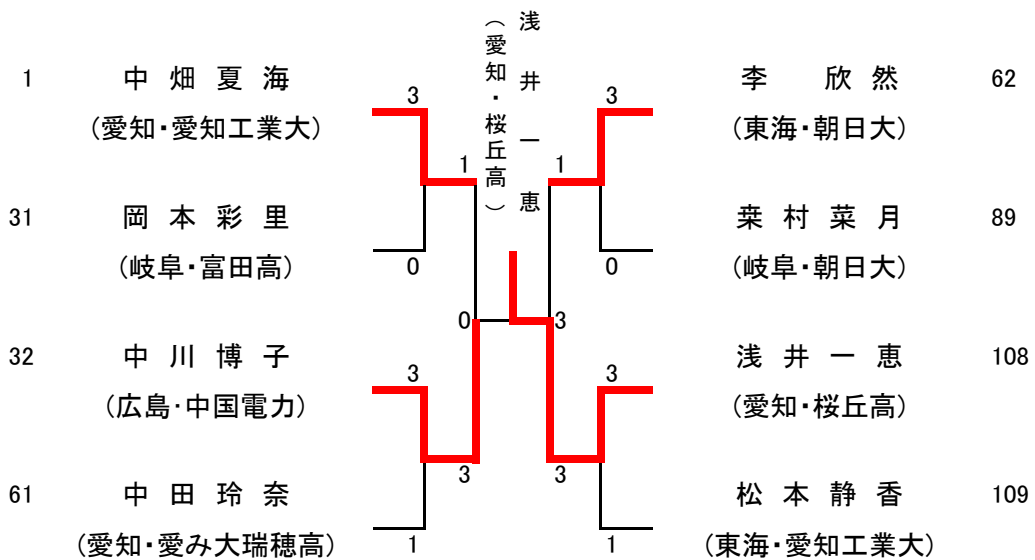 浅井一恵
（愛知・桜丘高）
1 中畑夏海
(愛知・愛知工業大)
3
1
0
31 岡本彩里
(岐阜・富田高)
32 中川博子
(広島・中国電力)
3
3
1
61 中田玲奈
(愛知・愛み大瑞穂高)
0
3
李 欣然 62
(東海・朝日大)
3
1
0
桒村菜月 89
(岐阜・朝日大)
浅井一恵 108
(愛知・桜丘高)
3
3
1
松本静香 109
(東海・愛知工業大)